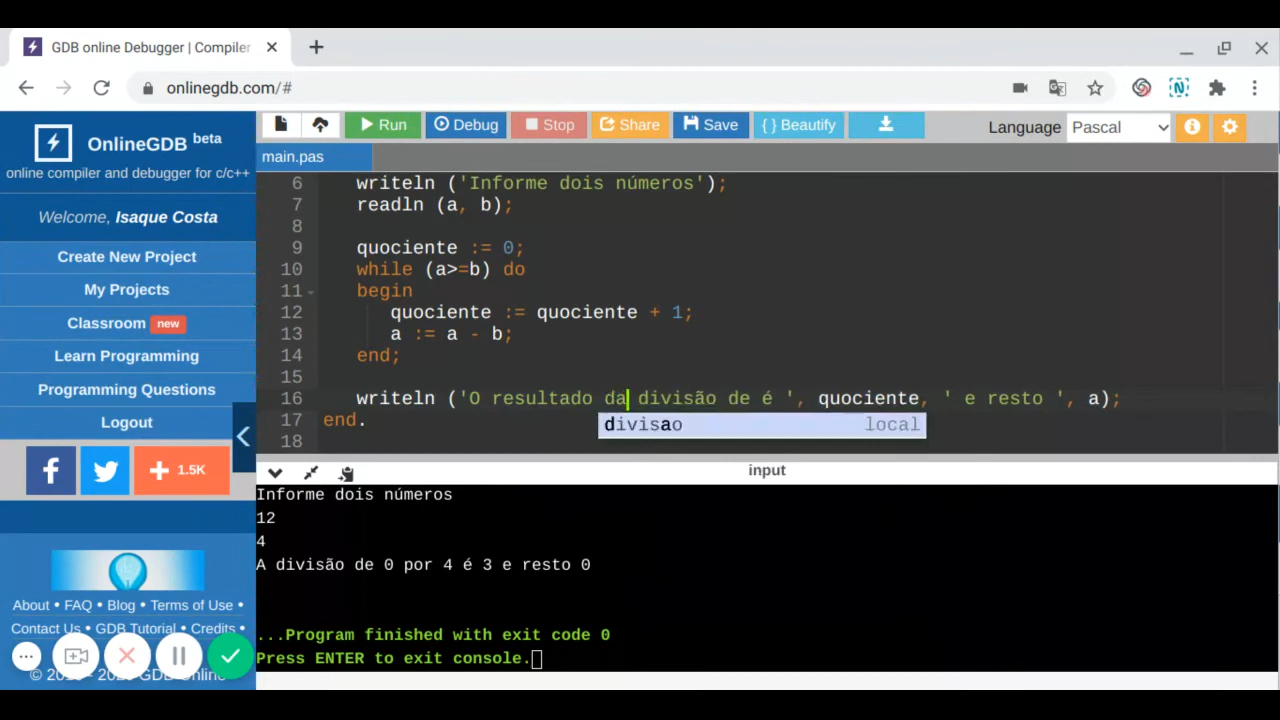 GDB online Debugger | Compiler
onlinegdb.com/#
OnlineGDB beta
online compiler and debugger for c/c++
Welcome, Isaque Costa
Create New Project
My Projects
Classroom new
Learn Programming
Programming Questions
Logout
1.5K
About • FAQ • Blog • Terms of Use •
Contact Us • GDB Tutorial • Credits •
GDB Online
Run Debug Stop Share Save { } Beautify Language Pascal
main.pas
6 writeln ('Informe dois números');
7 readln (a, b);
8
9 quociente := 0;
10 while (a>=b) do
11 begin
12 quociente := quociente + 1;
13 a := a - b;
14 end;
15
16 writeln ('O resultado da divisão de é ', quociente, ' e resto ', a);
17 end.
divisao local
18
input
Informe dois números
12
4
A divisão de 0 por 4 é 3 e resto 0
...Program finished with exit code 0
Press ENTER to exit console.